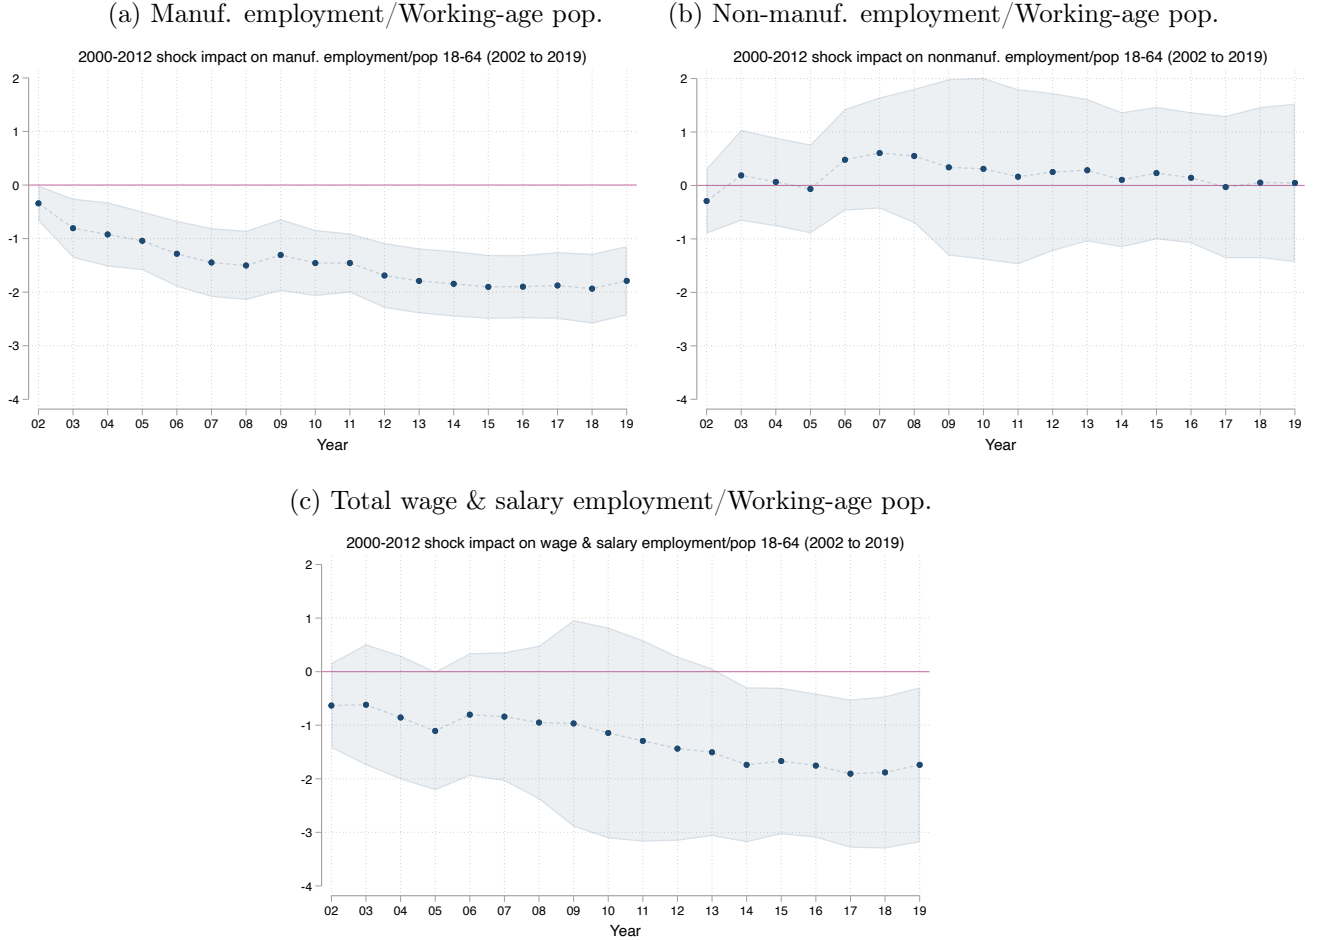 (a) Manuf. employment/Working-age pop.
2000-2012 shock impact on manuf. employment/pop 18-64 (2002 to 2019)
2
1
0
-1
-2
-3
-4
02 03 04 05 06 07 08 09 10 11 12 13 14 15 16 17 18 19
Year
(b) Non-manuf. employment/Working-age pop.
2000-2012 shock impact on nonmanuf. employment/pop 18-64 (2002 to 2019)
2
1
0
-1
-2
-3
-4
02 03 04 05 06 07 08 09 10 11 12 13 14 15 16 17 18 19
Year
(c) Total wage & salary employment/Working-age pop.
2000-2012 shock impact on wage & salary employment/pop 18-64 (2002 to 2019)
2
1
0
-1
-2
-3
-4
02 03 04 05 06 07 08 09 10 11 12 13 14 15 16 17 18 19
Year